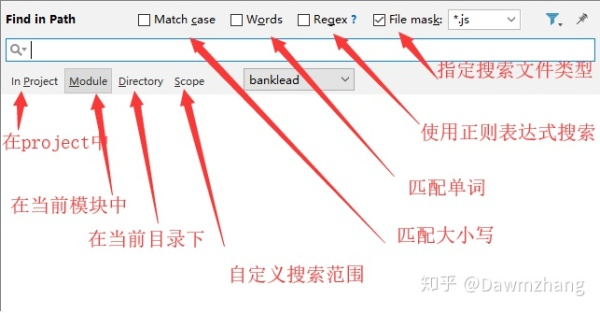 Find in Path Match case Words Regex ? File mask: *.js
In Project Module Directory Scope banklead
指定搜索文件类型
在project中
使用正则表达式搜索
匹配单词
在当前模块中
在当前目录下
匹配大小写
自定义搜索范围
知乎 @Dawmzhang